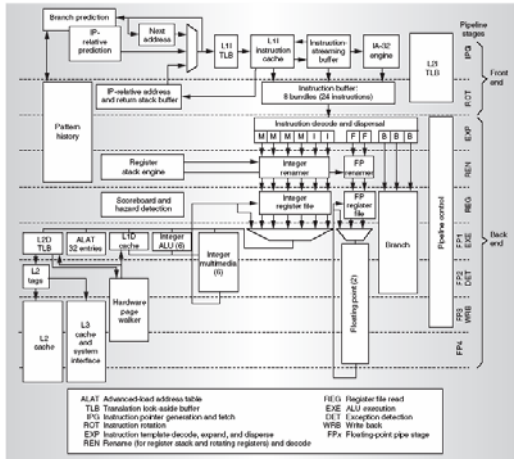 Branch prediction
IP-
relative
prediction
Next
address
L1I
TLB
L1I
instruction
cache
Instruction-
streaming
buffer
IA-32
engine
L2I
TLB
Pipeline
stages
IPG
Front
end
IP-relative address
and return stack buffer
Instruction buffer:
8 bundles (24 instructions)
ROT
Pattern
history
Instruction decode and dispersal
M M M M I I F F B B B
EXP
Register
stack engine
Integer
renamer
FP
renamer
REN
Scoreboard and
hazard detection
Integer
register file
FP
register
file
REG
Pipeline control
L2D
TLB
ALAT
32 entries
L1D
cache
Integer
ALU (6)
Integer
multimedia
(6)
Branch
FP1
EXE
Back
end
L2
tags
Hardware
page
walker
Floating point (2)
FP2
DET
L2
cache
L3
cache
and
system
interface
FP3
WRB
FP4
ALAT Advanced-load address table
TLB Translation look-aside buffer
IPG Instruction pointer generation and fetch
ROT Instruction rotation
EXP Instruction template decode, expand, and disperse
REN Rename (for register stack and rotating registers) and decode
REG Register file read
EXE ALU execution
DET Exception detection
WRB Write back
FPx Floating-point pipe stage